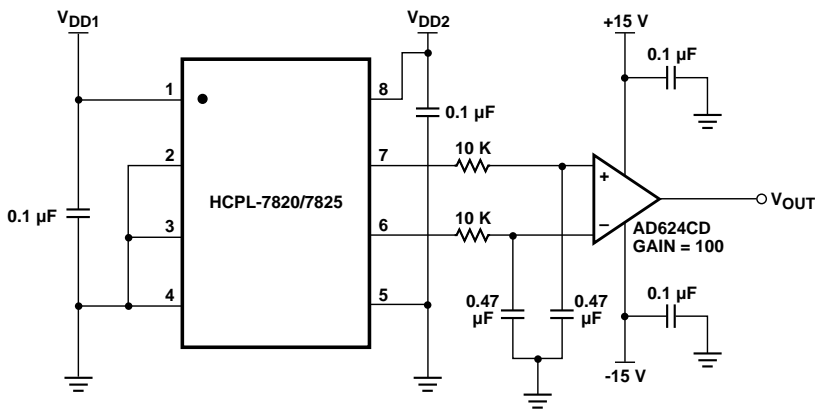 VDD1
VDD2
+15 V
0.1 µF
1
8
0.1 µF
10 K
2
7
+
HCPL-7820/7825
VOUT
0.1 µF
10 K
3
6
–
AD624CD
GAIN = 100
4
5
0.47
µF
0.47
µF
0.1 µF
-15 V